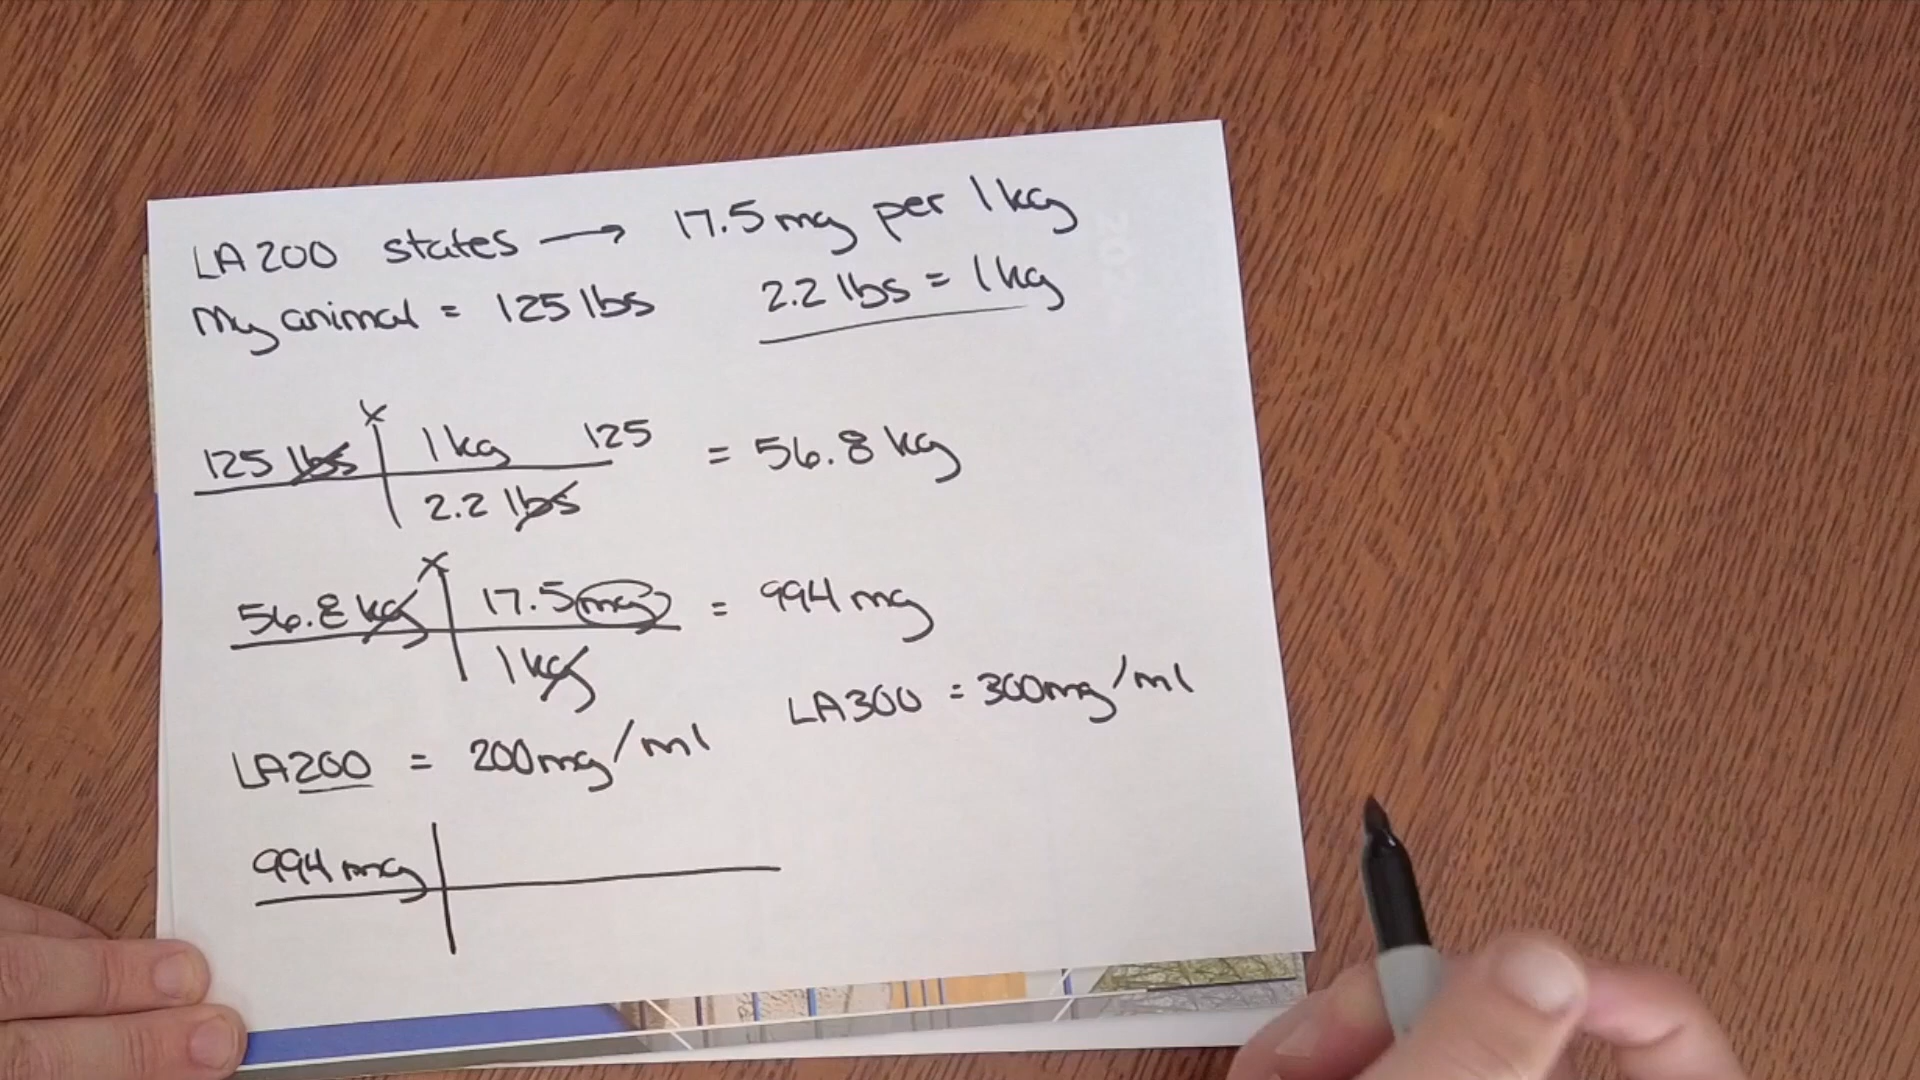 LA200 states → 17.5mg per 1kg
My animal = 125 lbs 2.2 lbs = 1kg
x
125 lbs 1kg 125 = 56.8 kg
2.2 lbs
x
56.8 kg 17.5 mg = 994 mg
1kg
LA300 = 300mg/ml
LA200 = 200mg/ml
994 mg